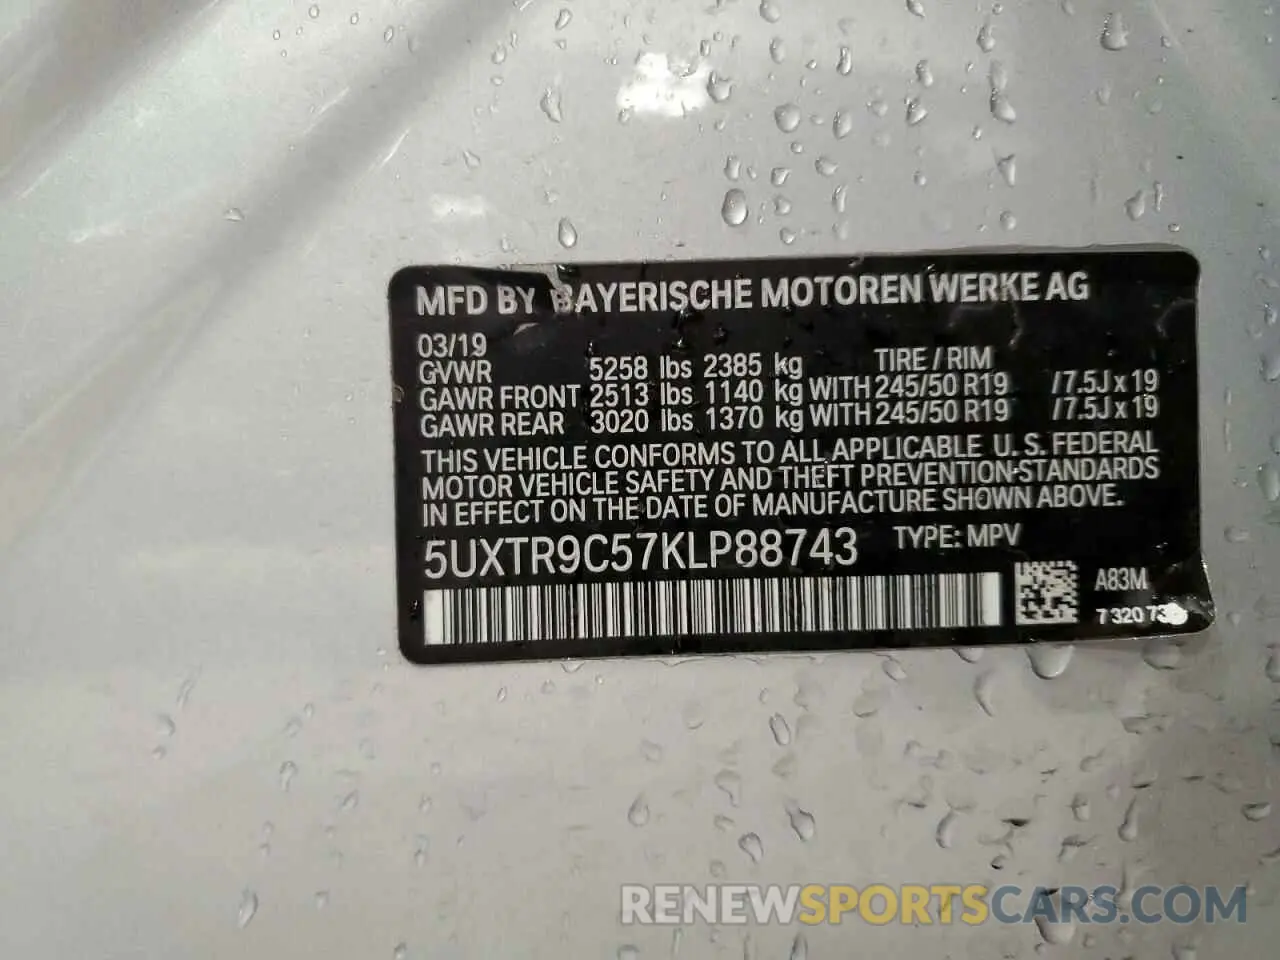 MFD BY BAYERISCHE MOTOREN WERKE AG
03/19
GVWR 5258 lbs 2385 kg TIRE / RIM
GAWR FRONT 2513 lbs 1140 kg WITH 245/50 R19 /7.5J x 19
GAWR REAR 3020 lbs 1370 kg WITH 245/50 R19 /7.5J x 19
THIS VEHICLE CONFORMS TO ALL APPLICABLE U.S. FEDERAL
MOTOR VEHICLE SAFETY AND THEFT PREVENTION STANDARDS
IN EFFECT ON THE DATE OF MANUFACTURE SHOWN ABOVE.
5UXTR9C57KLP88743 TYPE: MPV
A83M
7 320
RENEWSPORTSCARS.COM